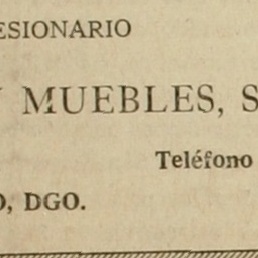 ESIONARIO
Y MUEBLES, S
Teléfono
O, DGO.